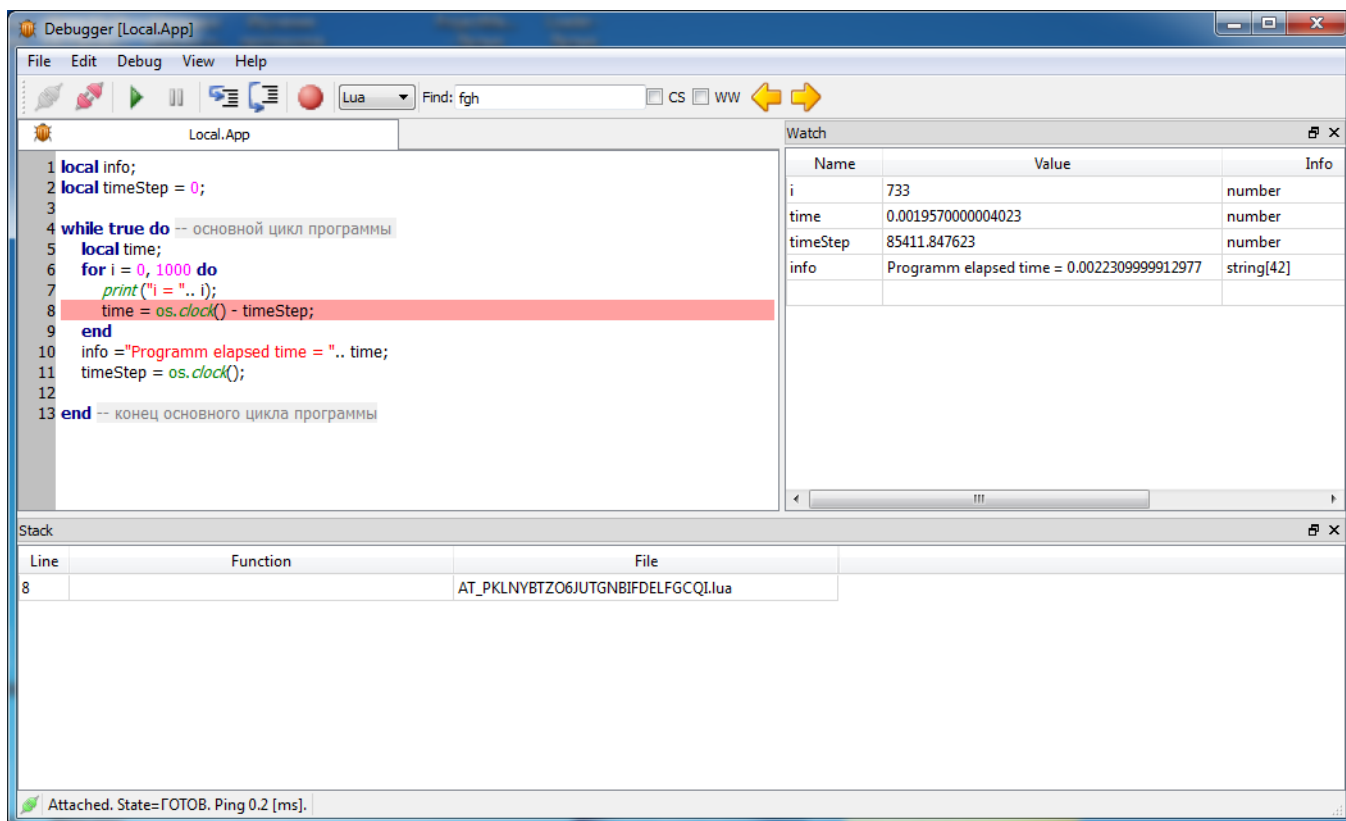 Debugger [Local.App]
File Edit Debug View Help
Lua Find: fgh CS WW
Local.App
1 local info;
2 local timeStep = 0;
3
4 while true do -- основной цикл программы
5 local time;
6 for i = 0, 1000 do
7 print ("i = ".. i);
8 time = os.clock() - timeStep;
9 end
10 info ="Programm elapsed time = ".. time;
11 timeStep = os.clock();
12
13 end -- конец основного цикла программы
Watch
Name Value Info
i 733 number
time 0.0019570000004023 number
timeStep 85411.847623 number
info Programm elapsed time = 0.0022309999912977 string[42]
Stack
Line Function File
8 AT_PKLNYBTZO6JUTGNBIFDELFGCQI.lua
Attached. State=ГОТОВ. Ping 0.2 [ms].